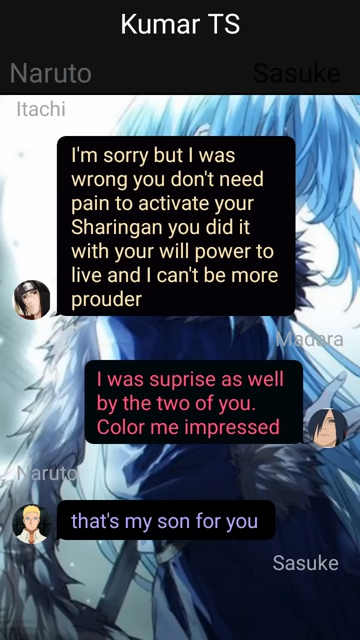 Kumar TS
Naruto
Sasuke
Itachi
I'm sorry but I was
wrong you don't need
pain to activate your
Sharingan you did it
with your will power to
live and I can't be more
prouder
Madara
I was suprise as well
by the two of you.
Color me impressed
Naruto
that's my son for you
Sasuke